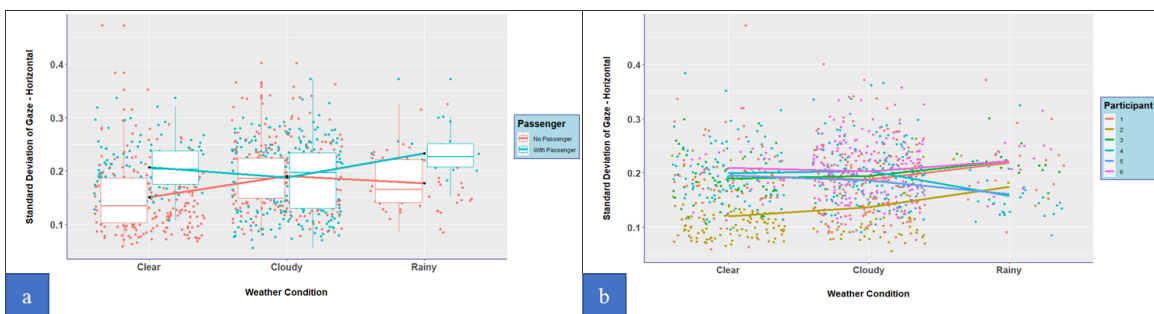 Standard Deviation of Gaze - Horizontal
0.4
0.3
0.2
0.1
Clear
Cloudy
Rainy
Weather Condition
Passenger
No Passenger
With Passenger
a
Standard Deviation of Gaze - Horizontal
0.4
0.3
0.2
0.1
Clear
Cloudy
Rainy
Weather Condition
Participant
1
2
3
4
5
6
b